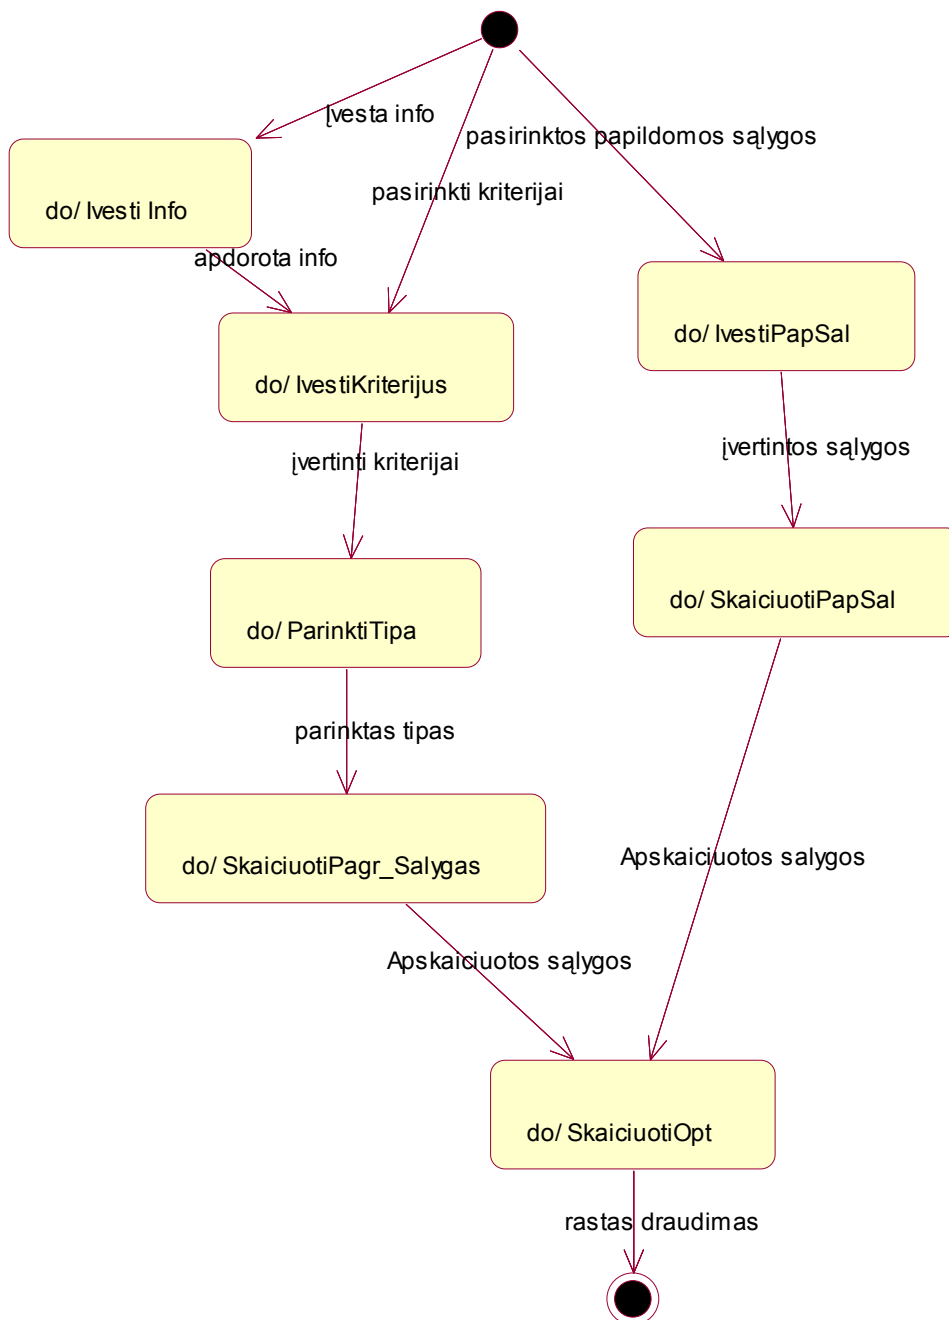 Įvesta info
pasirinktos papildomos sąlygos
pasirinkti kriterijai
do/ Ivesti Info
apdorota info
do/ IvestiPapSal
do/ IvestiKriterijus
įvertintos sąlygos
įvertinti kriterijai
do/ SkaiciuotiPapSal
do/ ParinktiTipa
parinktas tipas
Apskaiciuotos salygos
do/ SkaiciuotiPagr_Salygas
Apskaiciuotos sąlygos
do/ SkaiciuotiOpt
rastas draudimas